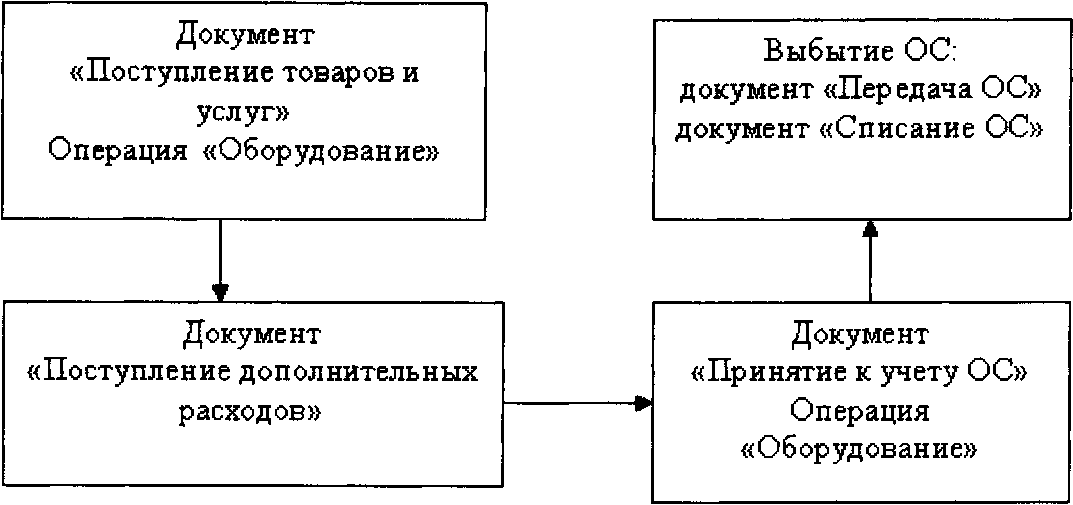 Документ
«Поступление товаров и
услуг»
Операция «Оборудование»
Документ
«Поступление дополнительных
расходов»
Документ
«Принятие к учету ОС»
Операция
«Оборудование»
Выбытие ОС:
документ «Передача ОС»
документ «Списание ОС»